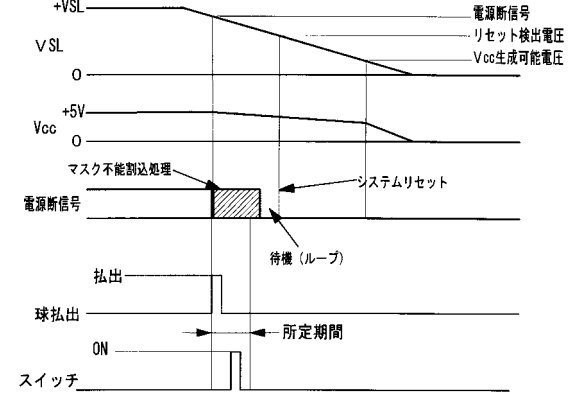 +VSL
電源断信号
リセット検出電圧
VSL
Vcc生成可能電圧
0
+5V
Vcc
0
マスク不能割込処理
システムリセット
電源断信号
待機(ループ)
払出
球払出
所定期間
ON
スイッチ